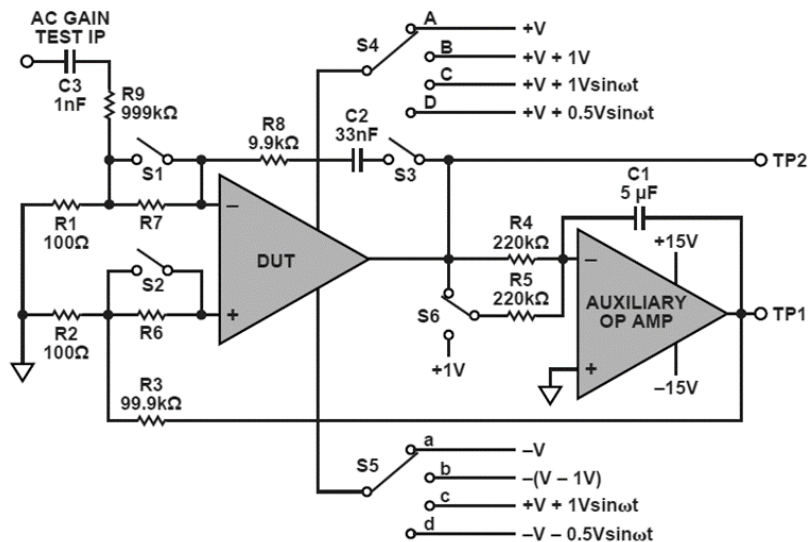 AC GAIN
TEST IP
C3
1nF
R9
999kΩ
S4
A
+V
B
+V + 1V
C
+V + 1Vsinωt
D
+V + 0.5Vsinωt
R8
9.9kΩ
C2
33nF
S3
TP2
S1
R1
100Ω
R7
C1
5 µF
R4
220kΩ
+15V
−
DUT
+
S2
R2
100Ω
R6
R5
220kΩ
S6
+1V
−
AUXILIARY
OP AMP
+
TP1
−15V
R3
99.9kΩ
S5
a
−V
b
−(V − 1V)
c
+V + 1Vsinωt
d
−V − 0.5Vsinωt